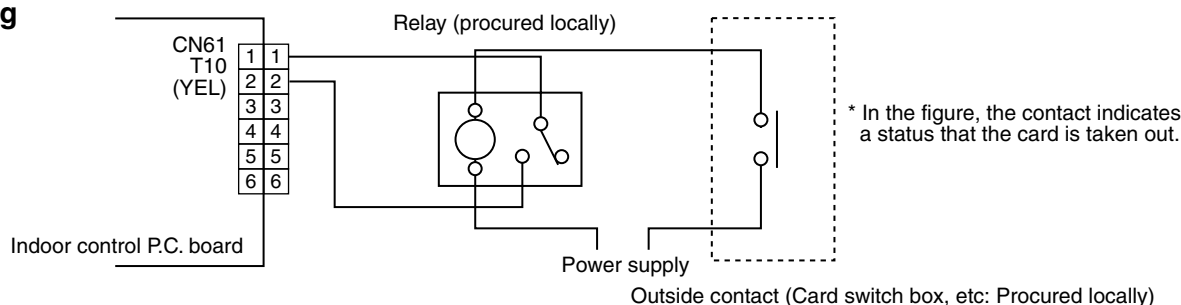 g
Relay (procured locally)
CN61
T10
(YEL)
1 1
2 2
3 3
4 4
5 5
6 6
* In the figure, the contact indicates
a status that the card is taken out.
Indoor control P.C. board
Power supply
Outside contact (Card switch box, etc: Procured locally)